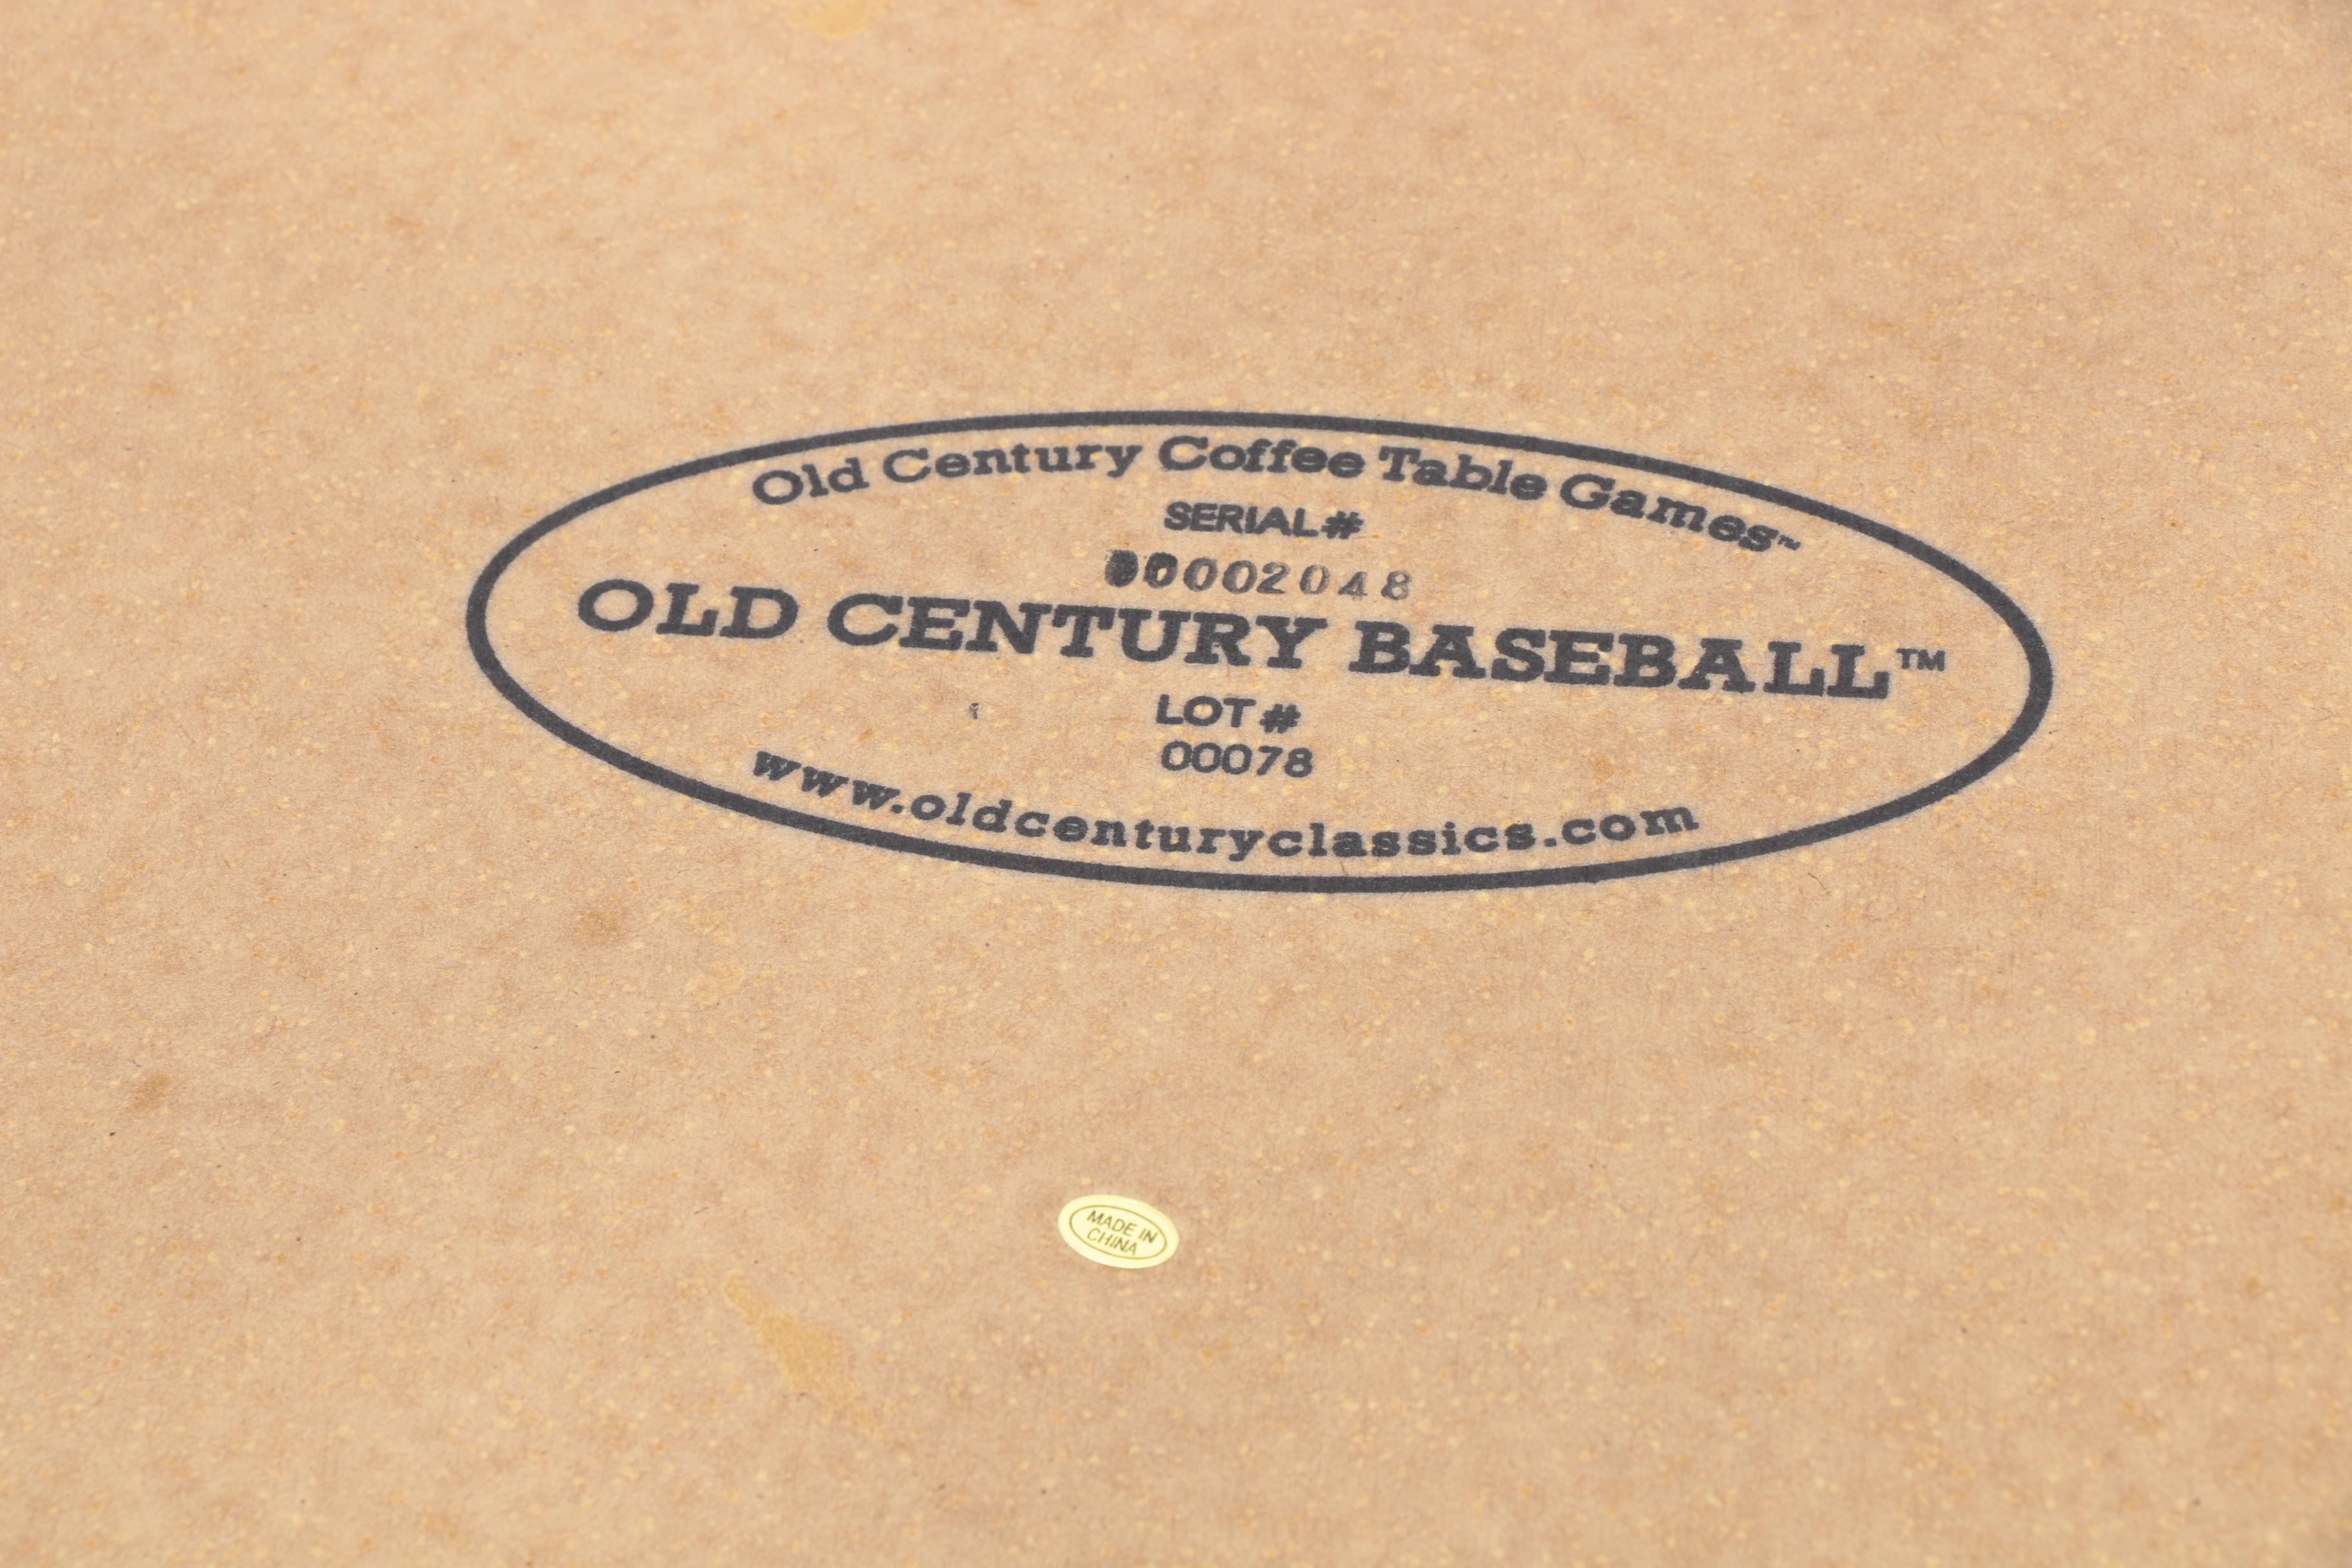 Old Century Coffee Table Games™
SERIAL #
00002048
OLD CENTURY BASEBALL™
LOT #
00078
www.oldcenturyclassics.com
MADE IN
CHINA